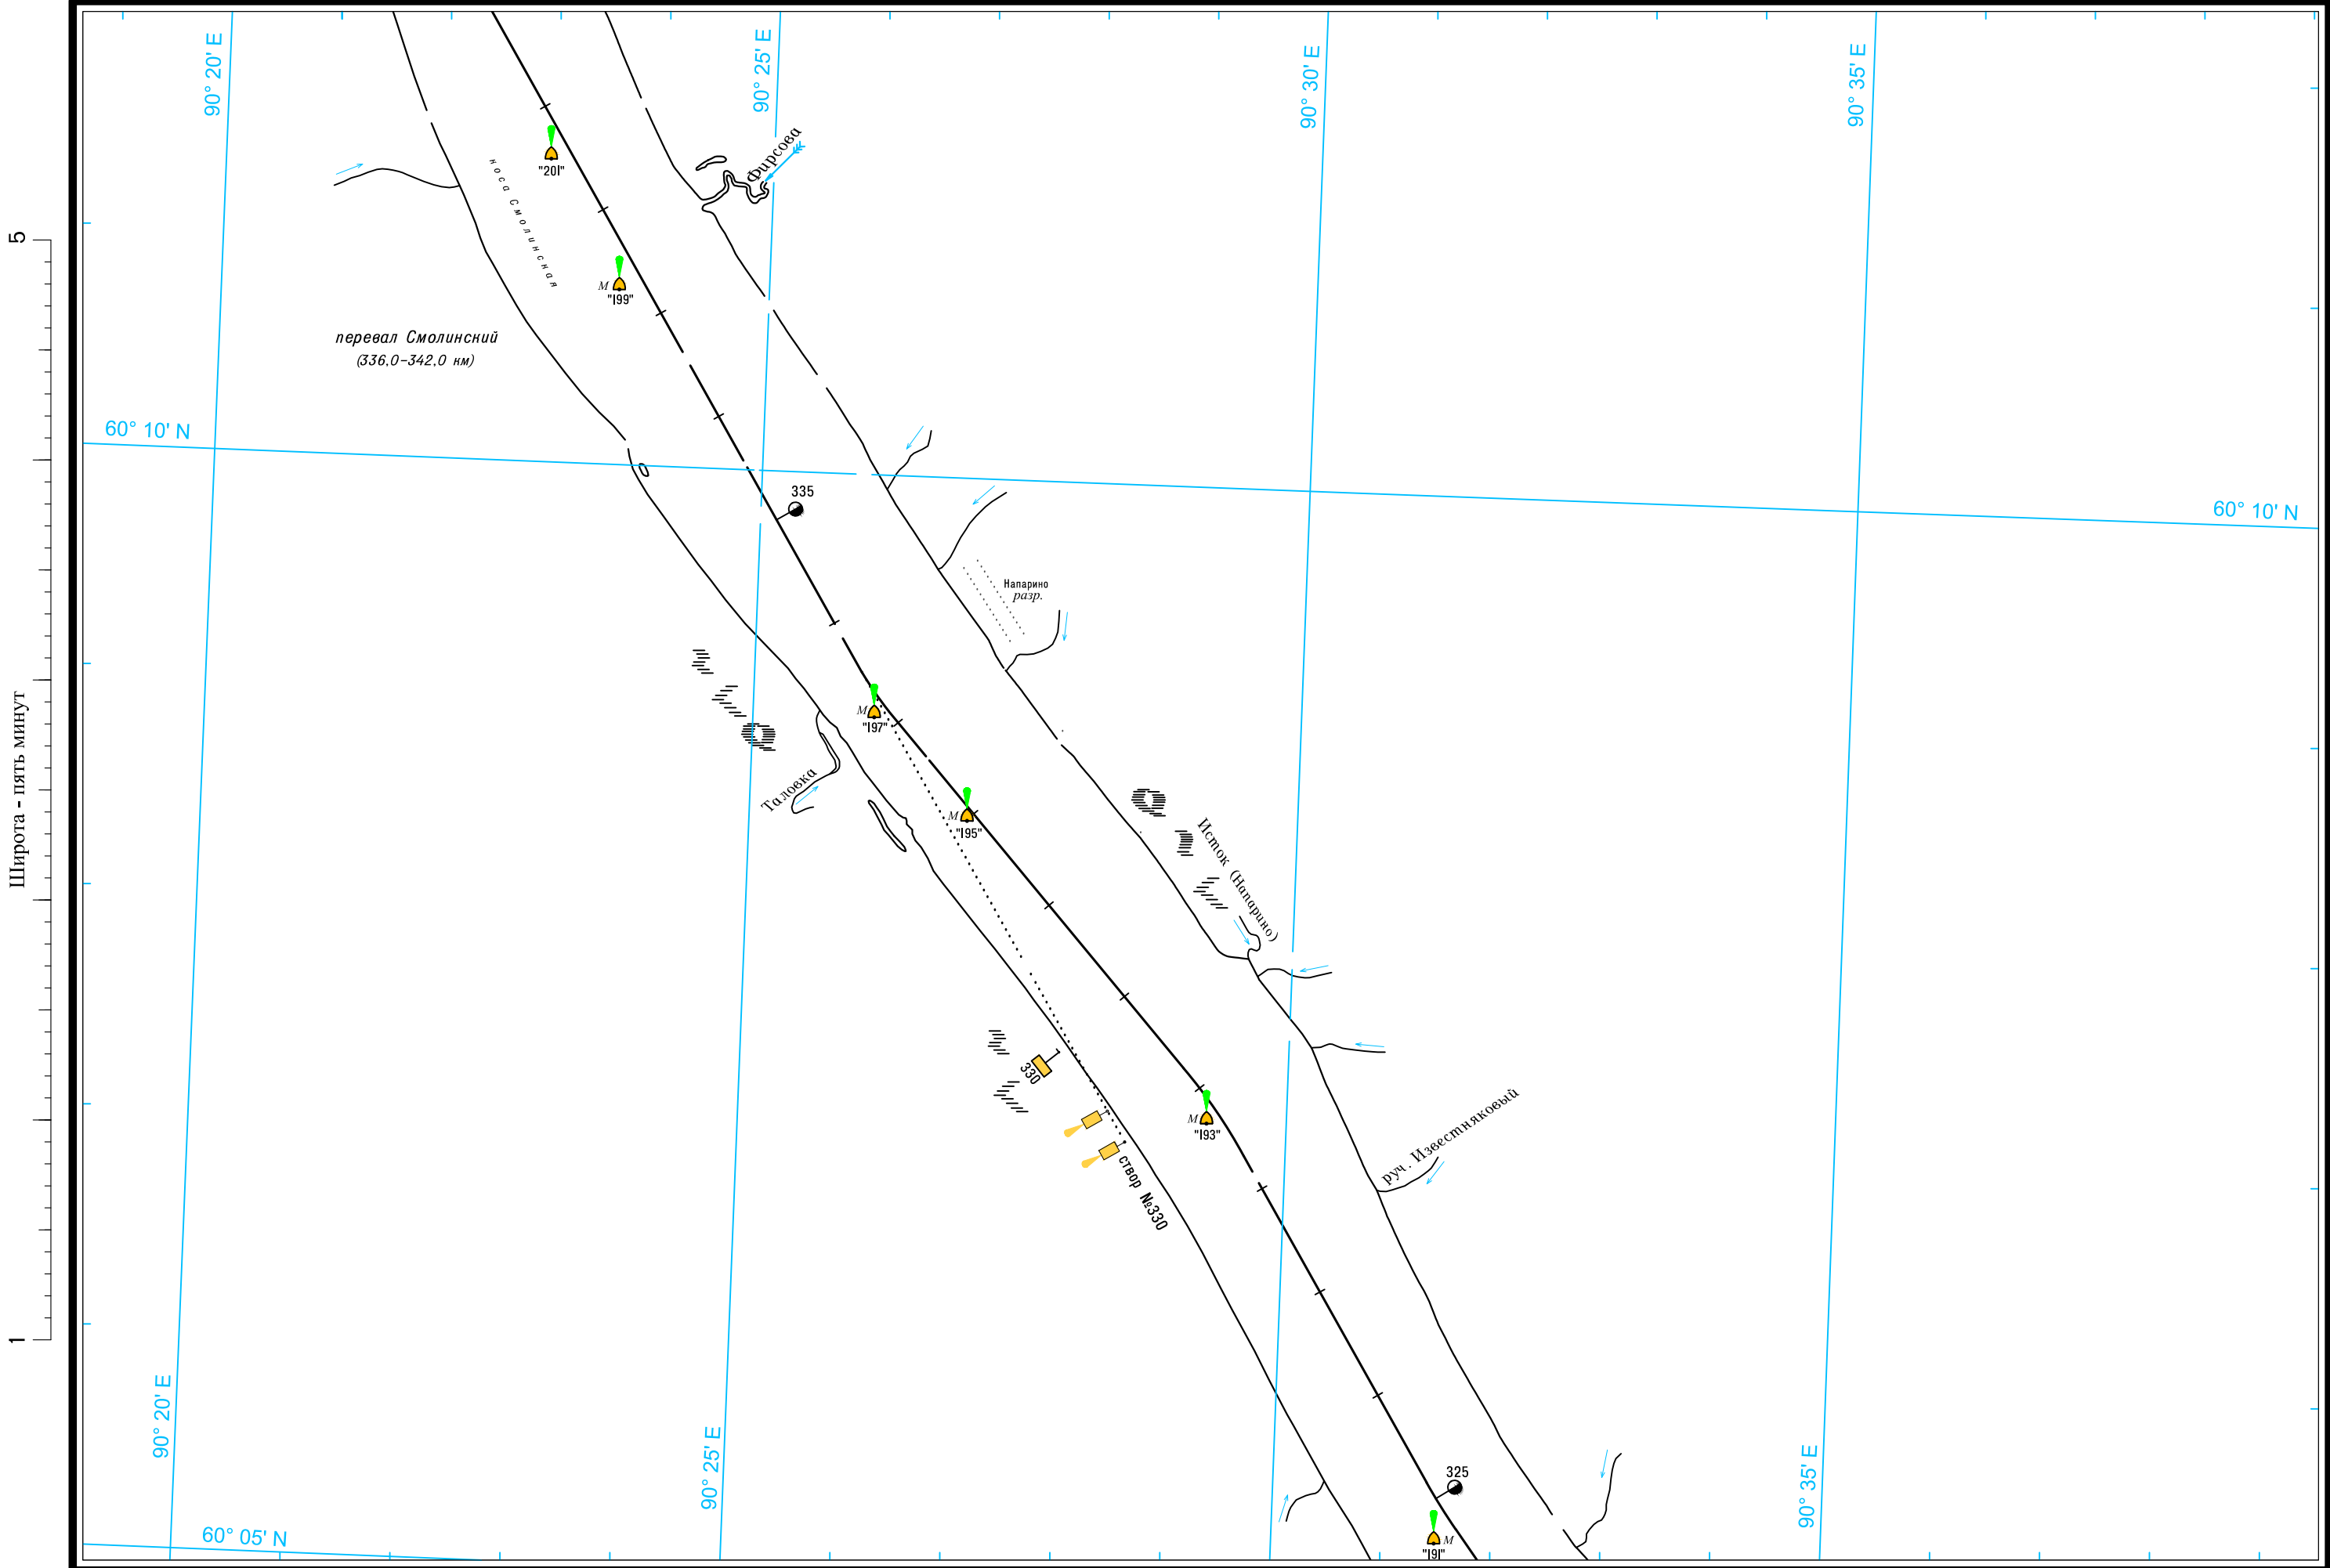 90° 20' E
90° 25' E
90° 30' E
90° 35' E
Фирсова
"201"
коса Смолинская
5
М
"199"
перевал Смолинский
(336,0-342,0 км)
60° 10' N
60° 10' N
335
Напарино
разр.
М
"197"
Таловка
М
"195"
Исток (Напарино)
Широта - пять минут
330
М
"193"
руч. Известняковый
створ №330
1
90° 20' E
90° 25' E
90° 35' E
325
60° 05' N
М
"191"